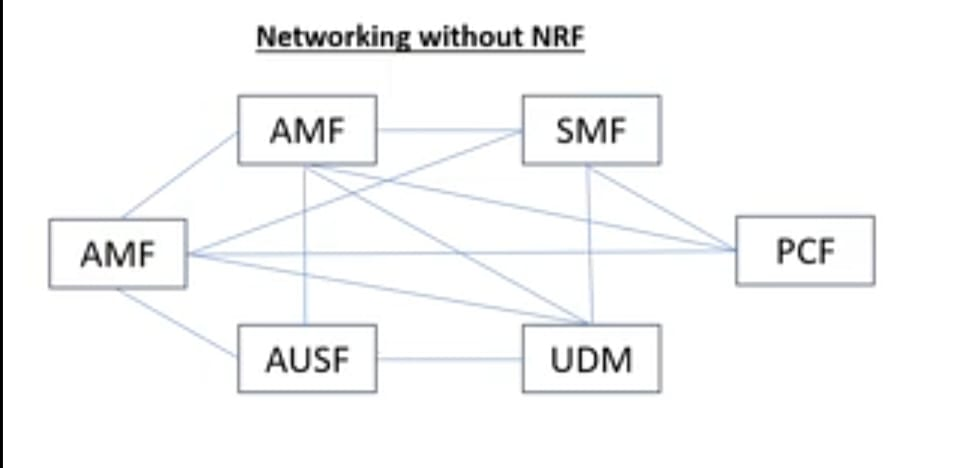 Networking without NRF
AMF
SMF
AMF
PCF
AUSF
UDM